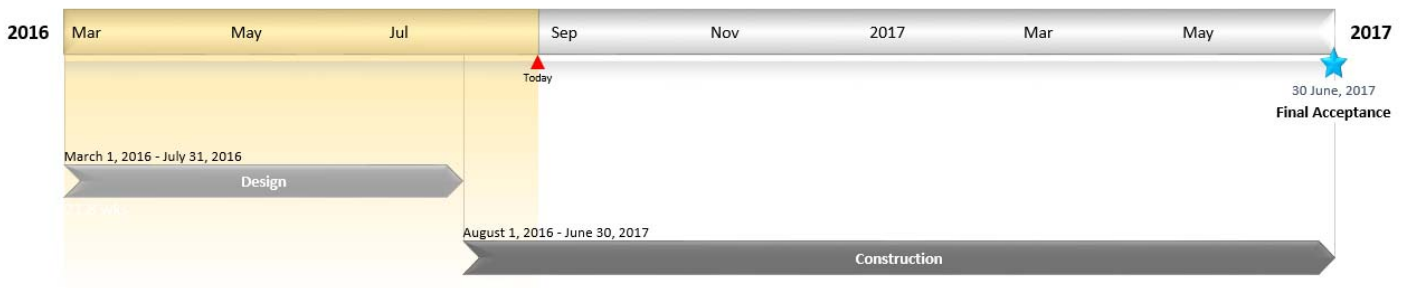 2016 Mar May Jul Sep Nov 2017 Mar May 2017
Today
30 June, 2017
Final Acceptance
March 1, 2016 - July 31, 2016
Design
August 1, 2016 - June 30, 2017
Construction